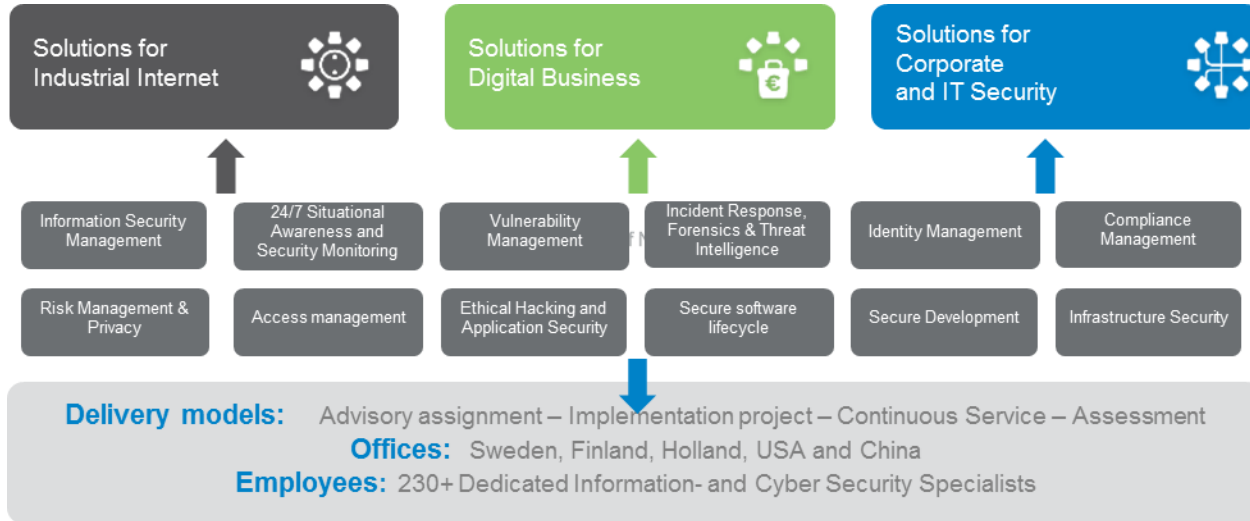 Solutions for
Industrial Internet
Solutions for
Digital Business
€
Solutions for
Corporate
and IT Security
Information Security
Management
24/7 Situational
Awareness and
Security Monitoring
Vulnerability
Management
Incident Response,
Forensics & Threat
Intelligence
Identity Management
Compliance
Management
Risk Management &
Privacy
Access management
Ethical Hacking and
Application Security
Secure software
lifecycle
Secure Development
Infrastructure Security
Delivery models: Advisory assignment – Implementation project – Continuous Service – Assessment
Offices: Sweden, Finland, Holland, USA and China
Employees: 230+ Dedicated Information- and Cyber Security Specialists